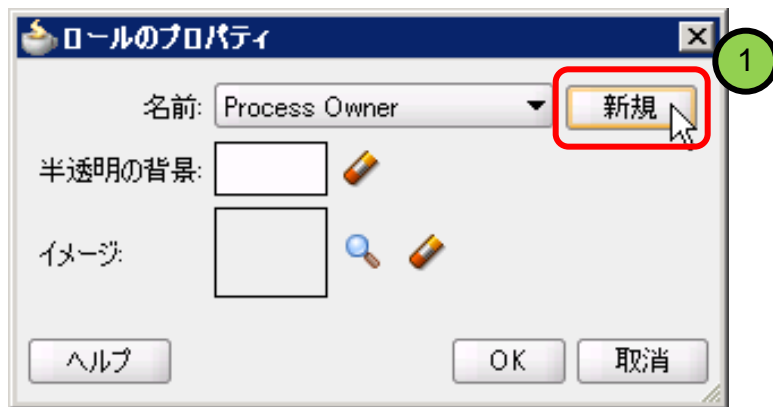 ロールのプロパティ
1
名前: Process Owner 新規
半透明の背景:
イメージ:
ヘルプ OK 取消